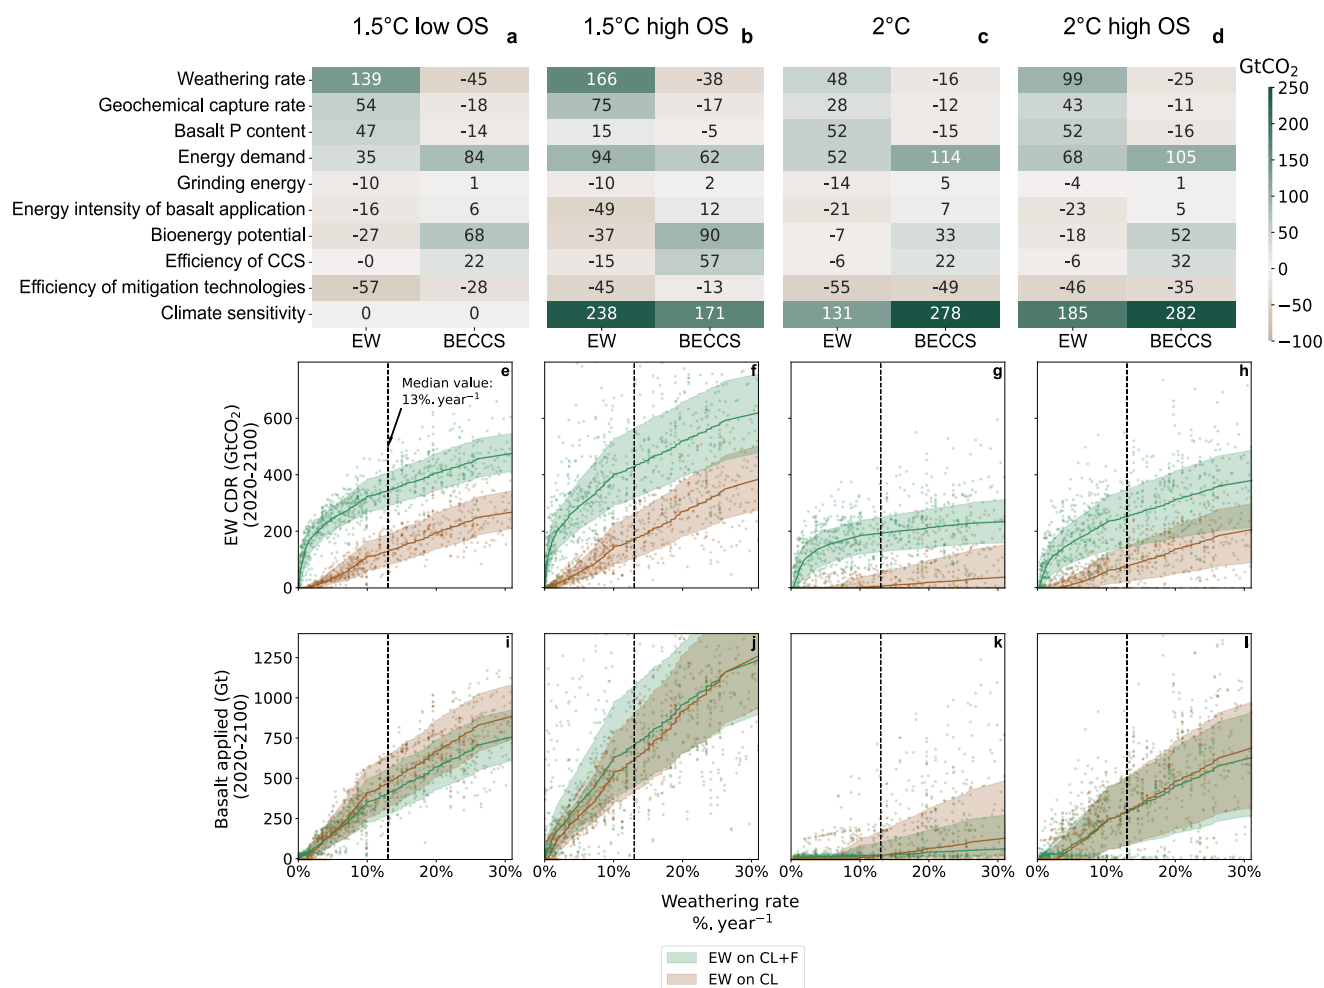 1.5°C low OS a
1.5°C high OS b
2°C c
2°C high OS d
GtCO₂
Weathering rate 139 -45 166 -38 48 -16 99 -25
Geochemical capture rate 54 -18 75 -17 28 -12 43 -11
Basalt P content 47 -14 15 -5 52 -15 52 -16
Energy demand 35 84 94 62 52 114 68 105
Grinding energy -10 1 -10 2 -14 5 -4 1
Energy intensity of basalt application -16 6 -49 12 -21 7 -23 5
Bioenergy potential -27 68 -37 90 -7 33 -18 52
Efficiency of CCS -0 22 -15 57 -6 22 -6 32
Efficiency of mitigation technologies -57 -28 -45 -13 -55 -49 -46 -35
Climate sensitivity 0 0 238 171 131 278 185 282
EW BECCS EW BECCS EW BECCS EW BECCS
250
200
150
100
50
0
−50
−100
e f g h
Median value:
13%.year⁻¹
EW CDR (GtCO₂)
(2020-2100)
600
400
200
0
i j k l
Basalt applied (Gt)
(2020-2100)
1250
1000
750
500
250
0
0% 10% 20% 30% 0% 10% 20% 30% 0% 10% 20% 30% 0% 10% 20% 30%
Weathering rate
%. year⁻¹
EW on CL+F
EW on CL